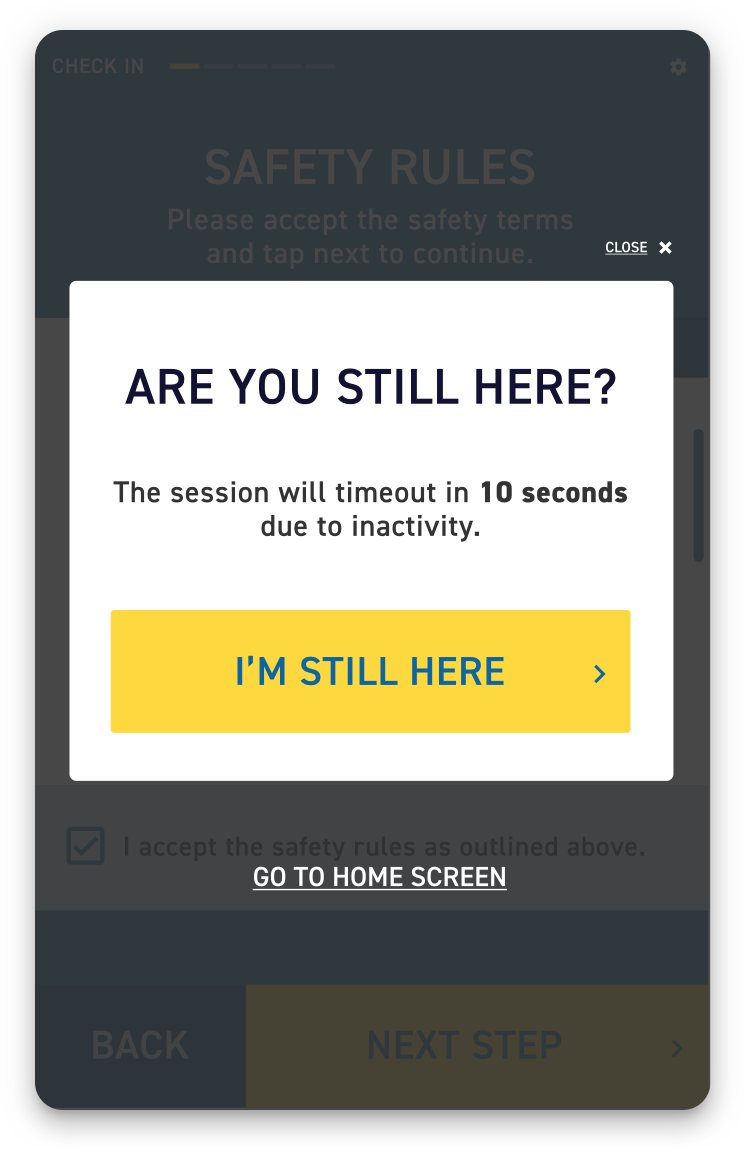 CHECK IN
SAFETY RULES
Please accept the safety terms
and tap next to continue.
CLOSE
ARE YOU STILL HERE?
The session will timeout in 10 seconds
due to inactivity.
I’M STILL HERE
I accept the safety rules as outlined above.
GO TO HOME SCREEN
BACK
NEXT STEP